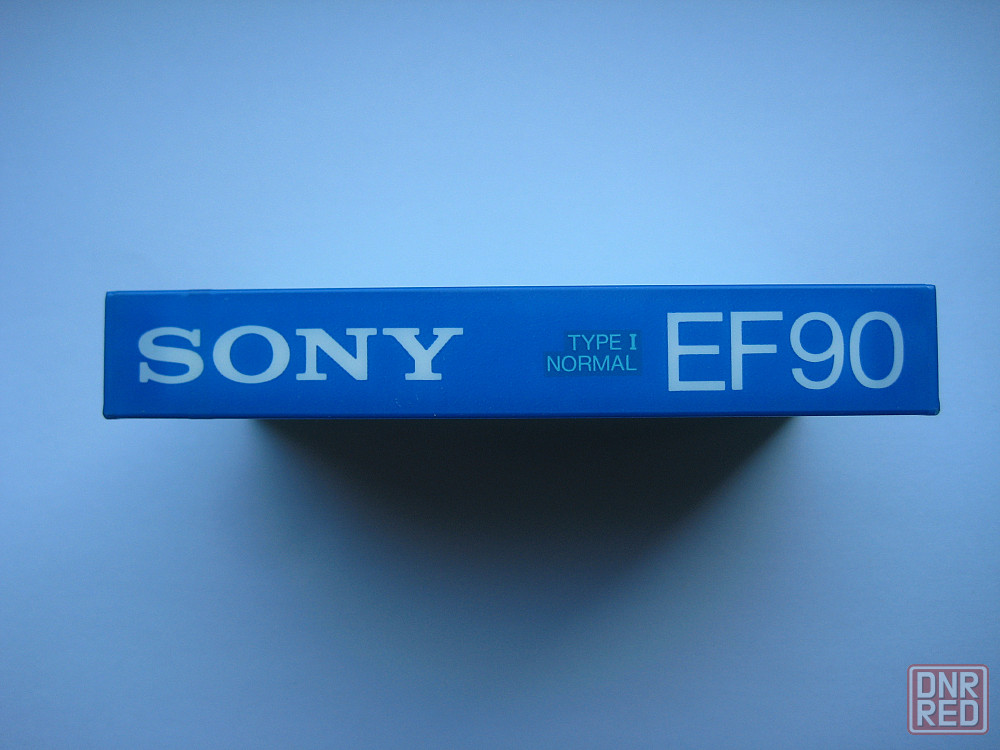 SONY
TYPE I
NORMAL
EF90
DNR
RED